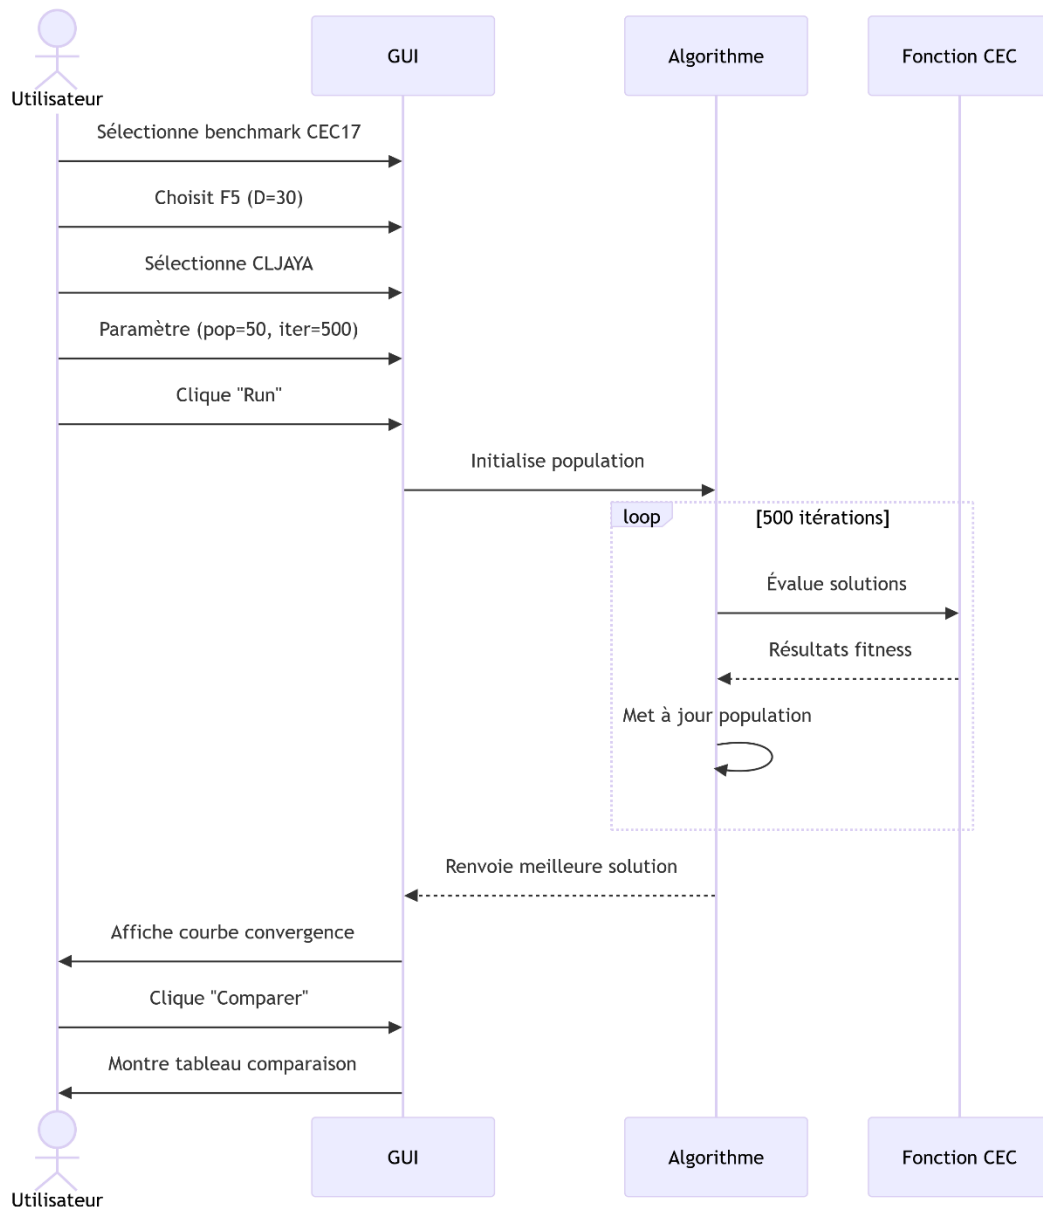 GUI
Algorithme
Fonction CEC
Utilisateur
Sélectionne benchmark CEC17
Choisit F5 (D=30)
Sélectionne CLJAYA
Paramètre (pop=50, iter=500)
Clique "Run"
Initialise population
loop
[500 itérations]
Évalue solutions
Résultats fitness
Met à jour population
Renvoie meilleure solution
Affiche courbe convergence
Clique "Comparer"
Montre tableau comparaison
GUI
Algorithme
Fonction CEC
Utilisateur